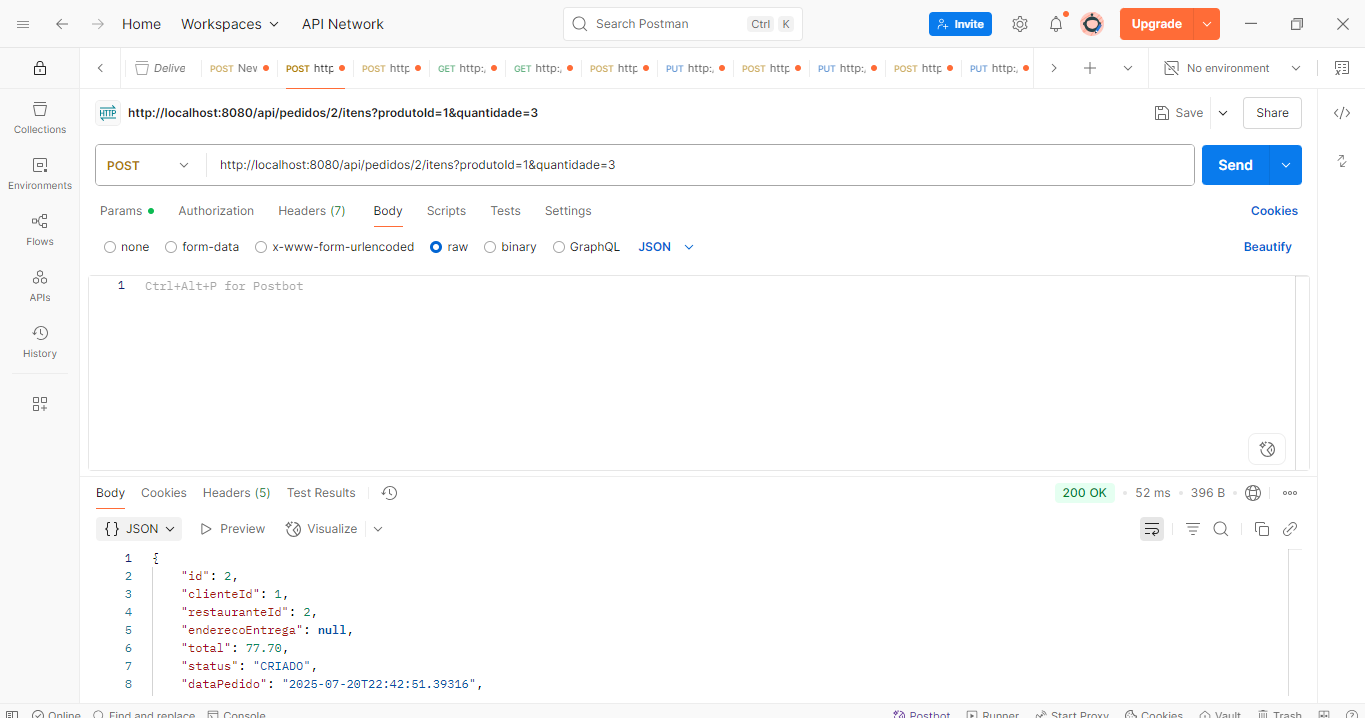 Home Workspaces API Network Search Postman Ctrl K Invite Upgrade
Delive POST Nev POST http POST http GET http:, GET http:, POST http PUT http:, POST http PUT http:, POST http PUT http:, No environment
HTTP http://localhost:8080/api/pedidos/2/itens?produtoId=1&quantidade=3 Save Share
Collections
Environments
Flows
APIs
History
POST http://localhost:8080/api/pedidos/2/itens?produtoId=1&quantidade=3 Send
Params Authorization Headers (7) Body Scripts Tests Settings Cookies
none form-data x-www-form-urlencoded raw binary GraphQL JSON Beautify
1 Ctrl+Alt+P for Postbot
Body Cookies Headers (5) Test Results 200 OK • 52 ms • 396 B
{} JSON Preview Visualize
1 {
2 "id": 2,
3 "clienteId": 1,
4 "restauranteId": 2,
5 "enderecoEntrega": null,
6 "total": 77.70,
7 "status": "CRIADO",
8 "dataPedido": "2025-07-20T22:42:51.39316",
Online Find and replace Console Postbot Runner Start Proxy Cookies Vault Trash